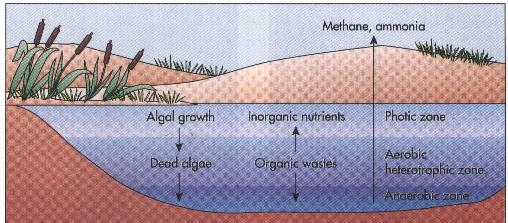 Methane, ammonia
Algal growth
Inorganic nutrients
Photic zone
Dead algae
Organic wastes
Aerobic
heterotrophic zone
Anaerobic zone